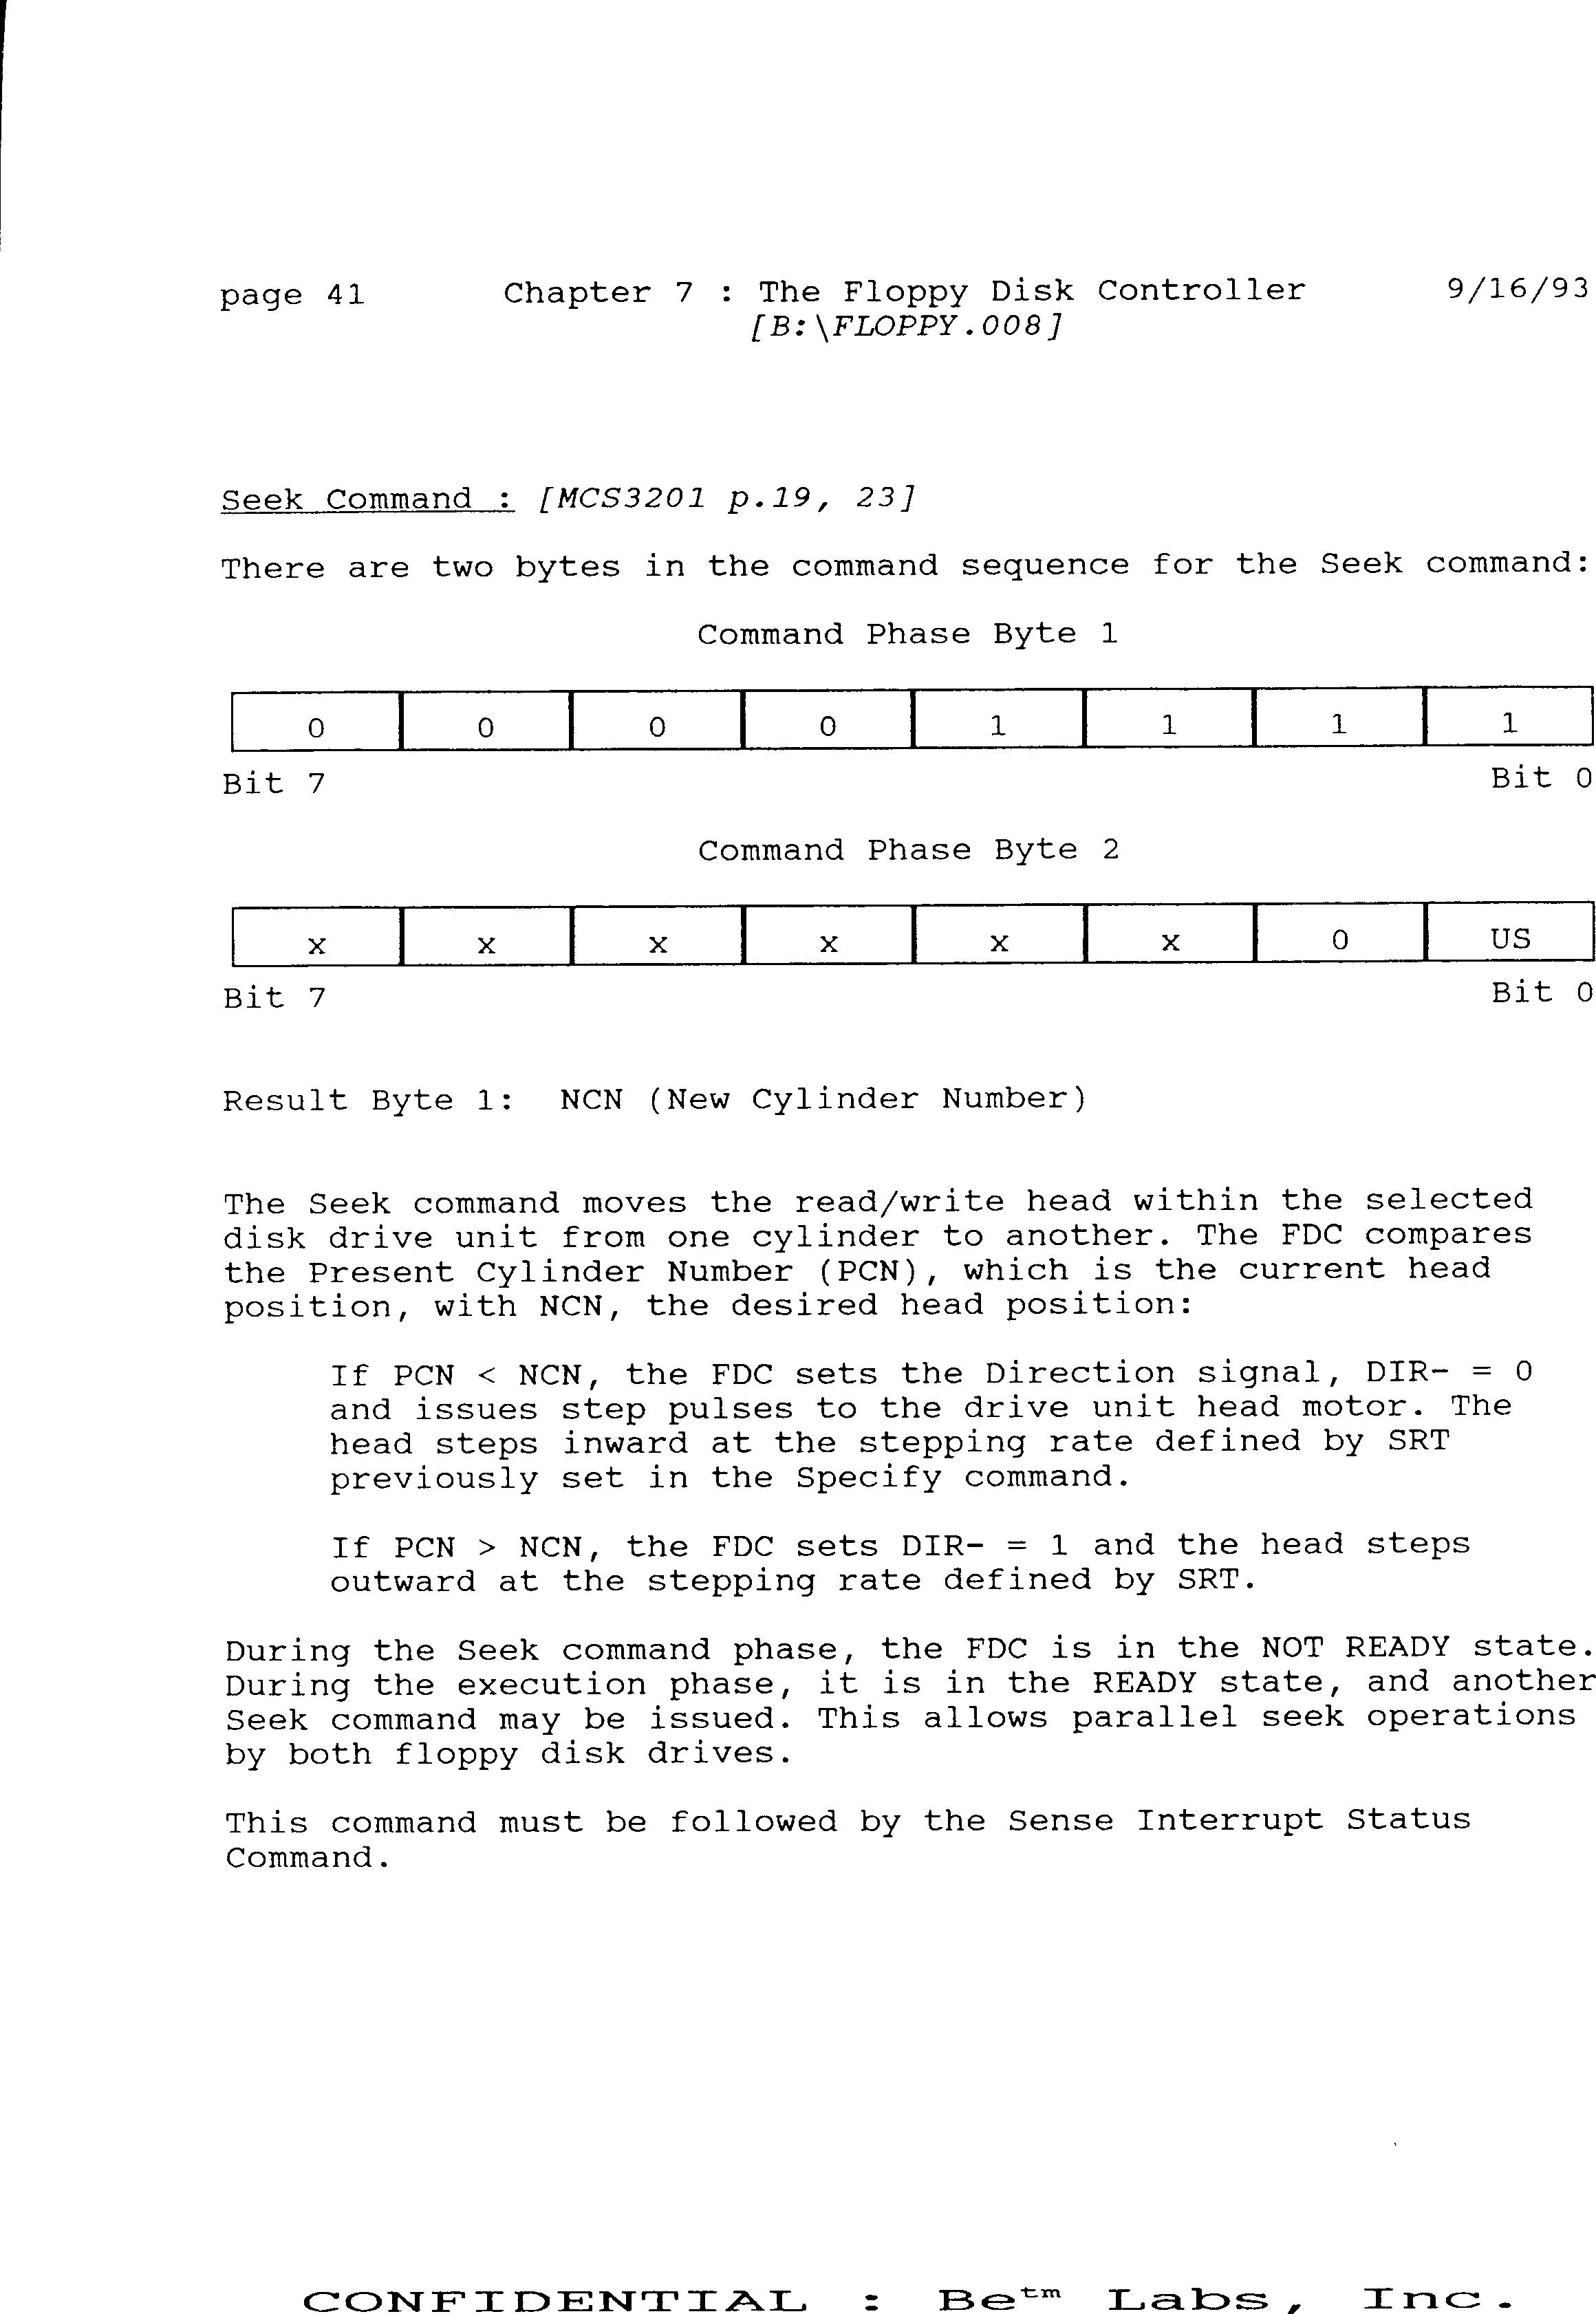 page 41 Chapter 7 : The Floppy Disk Controller 9/16/93
[B:\FLOPPY.008]
Seek Command : [MCS3201 p.19, 23]
There are two bytes in the command sequence for the Seek command:
Command Phase Byte 1
0 0 0 0 1 1 1 1
Bit 7 Bit 0
Command Phase Byte 2
x x x x x x 0 US
Bit 7 Bit 0
Result Byte 1: NCN (New Cylinder Number)
The Seek command moves the read/write head within the selected
disk drive unit from one cylinder to another. The FDC compares
the Present Cylinder Number (PCN), which is the current head
position, with NCN, the desired head position:
If PCN < NCN, the FDC sets the Direction signal, DIR- = 0
and issues step pulses to the drive unit head motor. The
head steps inward at the stepping rate defined by SRT
previously set in the Specify command.
If PCN > NCN, the FDC sets DIR- = 1 and the head steps
outward at the stepping rate defined by SRT.
During the Seek command phase, the FDC is in the NOT READY state.
During the execution phase, it is in the READY state, and another
Seek command may be issued. This allows parallel seek operations
by both floppy disk drives.
This command must be followed by the Sense Interrupt Status
Command.
CONFIDENTIAL : Be™ Labs, Inc.